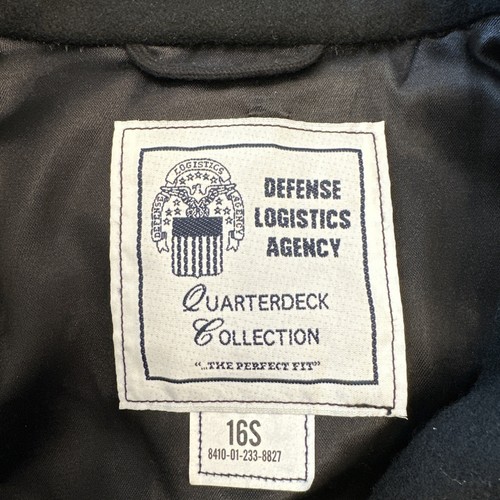 LOGISTICS
DEFENSE
AGENCY
DEFENSE
LOGISTICS
AGENCY
QUARTERDECK
COLLECTION
"...THE PERFECT FIT"
16S
8410-01-233-8827